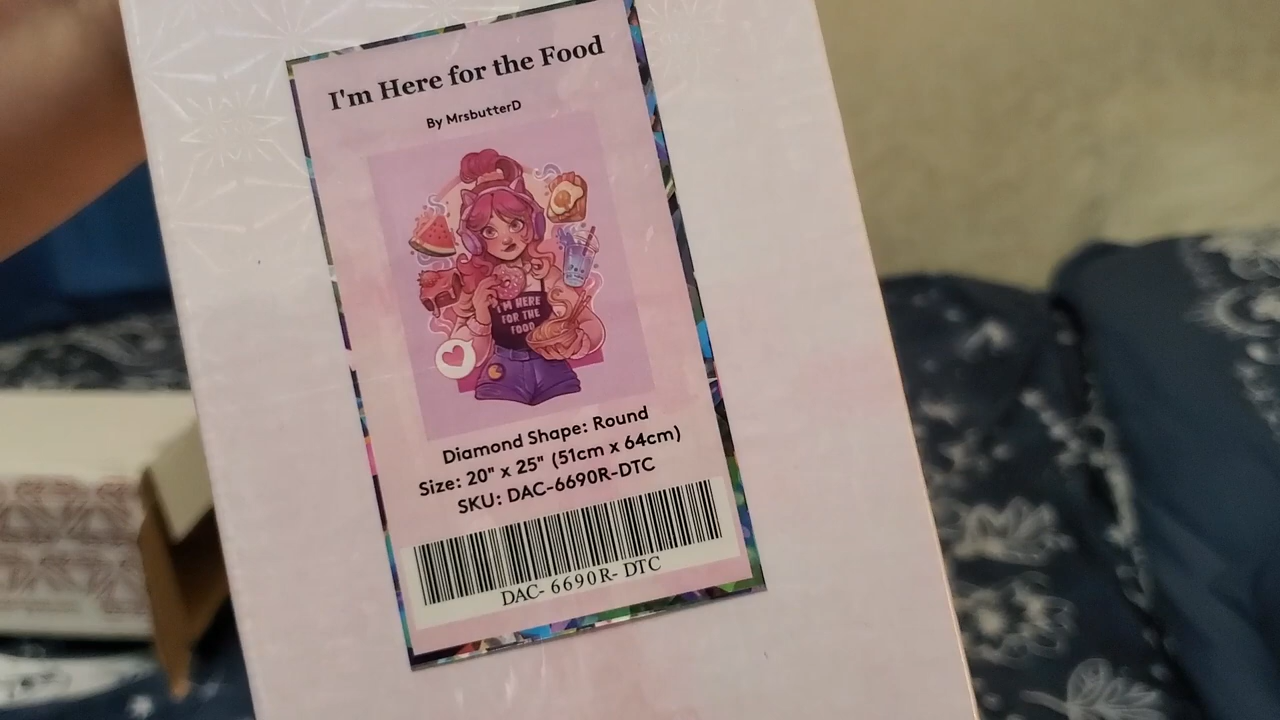 I'm Here for the Food
By MrsbutterD
I'M HERE
FOR THE
FOOD
Diamond Shape: Round
Size: 20" x 25" (51cm x 64cm)
SKU: DAC-6690R-DTC
DAC- 6690R- DTC